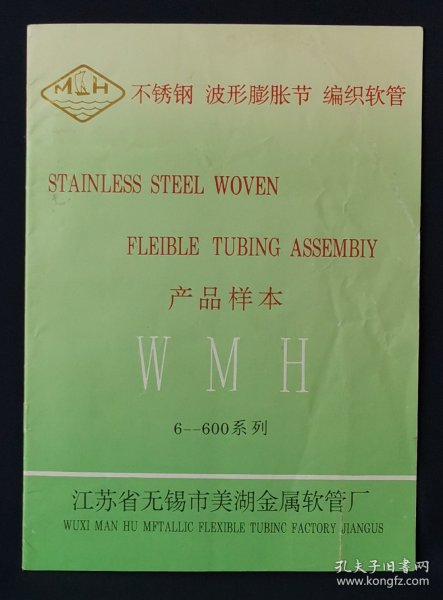 MH
不锈钢 波形膨胀节 编织软管
STAINLESS STEEL WOVEN
FLEIBLE TUBING ASSEMBIY
产品样本
WMH
6--600系列
江苏省无锡市美湖金属软管厂
WUXI MAN HU MFTALLIC FLEXIBLE TUBINC FACTORY JIANGUS
孔夫子旧书网
www.kongfz.com